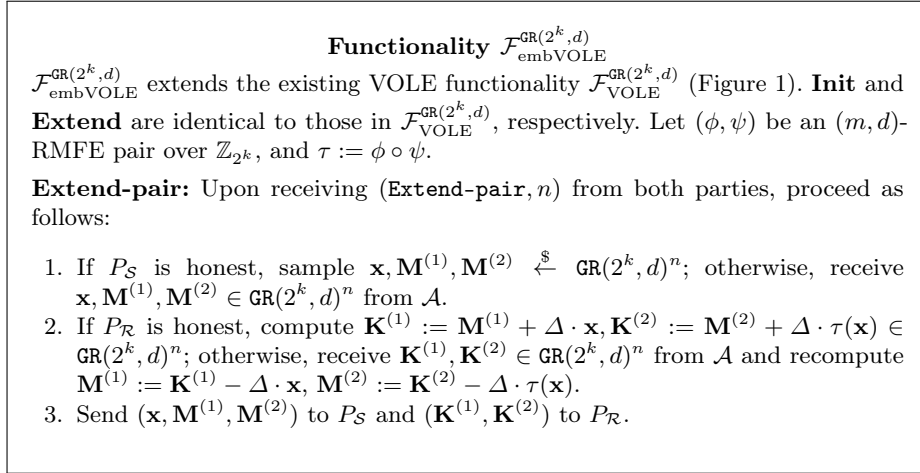 Functionality $\mathcal{F}_{\text{embVOLE}}^{\text{GR}(2^k,d)}$
$\mathcal{F}_{\text{embVOLE}}^{\text{GR}(2^k,d)}$ extends the existing VOLE functionality $\mathcal{F}_{\text{VOLE}}^{\text{GR}(2^k,d)}$ (Figure 1). Init and
Extend are identical to those in $\mathcal{F}_{\text{VOLE}}^{\text{GR}(2^k,d)}$, respectively. Let $(\phi, \psi)$ be an $(m, d)$-
RMFE pair over $\mathbb{Z}_{2^k}$, and $\tau := \phi \circ \psi$.
Extend-pair: Upon receiving (Extend-pair, $n$) from both parties, proceed as
follows:
1. If $P_{\mathcal{S}}$ is honest, sample $\mathbf{x}, \mathbf{M}^{(1)}, \mathbf{M}^{(2)} \xleftarrow{\$} \text{GR}(2^k, d)^n$; otherwise, receive
$\mathbf{x}, \mathbf{M}^{(1)}, \mathbf{M}^{(2)} \in \text{GR}(2^k, d)^n$ from $\mathcal{A}$.
2. If $P_{\mathcal{R}}$ is honest, compute $\mathbf{K}^{(1)} := \mathbf{M}^{(1)} + \Delta \cdot \mathbf{x}, \mathbf{K}^{(2)} := \mathbf{M}^{(2)} + \Delta \cdot \tau(\mathbf{x}) \in$
$\text{GR}(2^k, d)^n$; otherwise, receive $\mathbf{K}^{(1)}, \mathbf{K}^{(2)} \in \text{GR}(2^k, d)^n$ from $\mathcal{A}$ and recompute
$\mathbf{M}^{(1)} := \mathbf{K}^{(1)} - \Delta \cdot \mathbf{x}$, $\mathbf{M}^{(2)} := \mathbf{K}^{(2)} - \Delta \cdot \tau(\mathbf{x})$.
3. Send $(\mathbf{x}, \mathbf{M}^{(1)}, \mathbf{M}^{(2)})$ to $P_{\mathcal{S}}$ and $(\mathbf{K}^{(1)}, \mathbf{K}^{(2)})$ to $P_{\mathcal{R}}$.